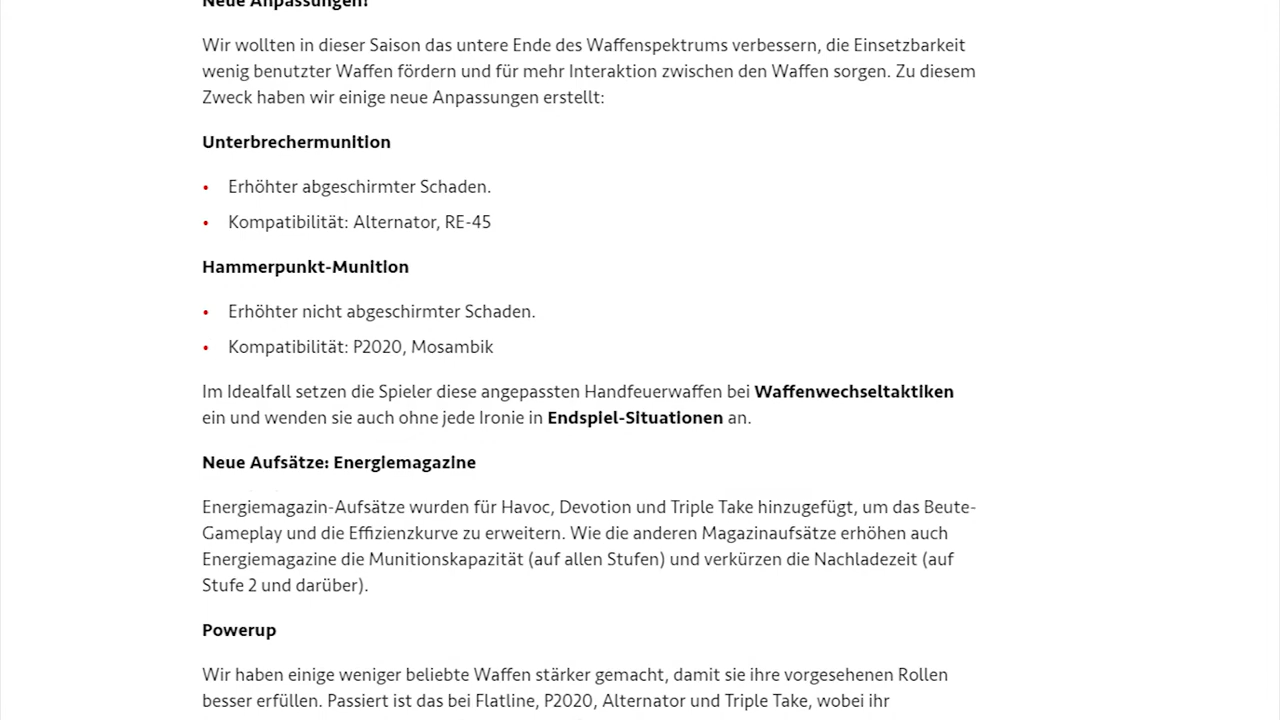 Neue Anpassungen!
Wir wollten in dieser Saison das untere Ende des Waffenspektrums verbessern, die Einsetzbarkeit
wenig benutzter Waffen fördern und für mehr Interaktion zwischen den Waffen sorgen. Zu diesem
Zweck haben wir einige neue Anpassungen erstellt:
Unterbrechermunition
• Erhöhter abgeschirmter Schaden.
• Kompatibilität: Alternator, RE-45
Hammerpunkt-Munition
• Erhöhter nicht abgeschirmter Schaden.
• Kompatibilität: P2020, Mosambik
Im Idealfall setzen die Spieler diese angepassten Handfeuerwaffen bei Waffenwechseltaktiken
ein und wenden sie auch ohne jede Ironie in Endspiel-Situationen an.
Neue Aufsätze: Energiemagazine
Energiemagazin-Aufsätze wurden für Havoc, Devotion und Triple Take hinzugefügt, um das Beute-
Gameplay und die Effizienzkurve zu erweitern. Wie die anderen Magazinaufsätze erhöhen auch
Energiemagazine die Munitionskapazität (auf allen Stufen) und verkürzen die Nachladezeit (auf
Stufe 2 und darüber).
Powerup
Wir haben einige weniger beliebte Waffen stärker gemacht, damit sie ihre vorgesehenen Rollen
besser erfüllen. Passiert ist das bei Flatline, P2020, Alternator und Triple Take, wobei ihr